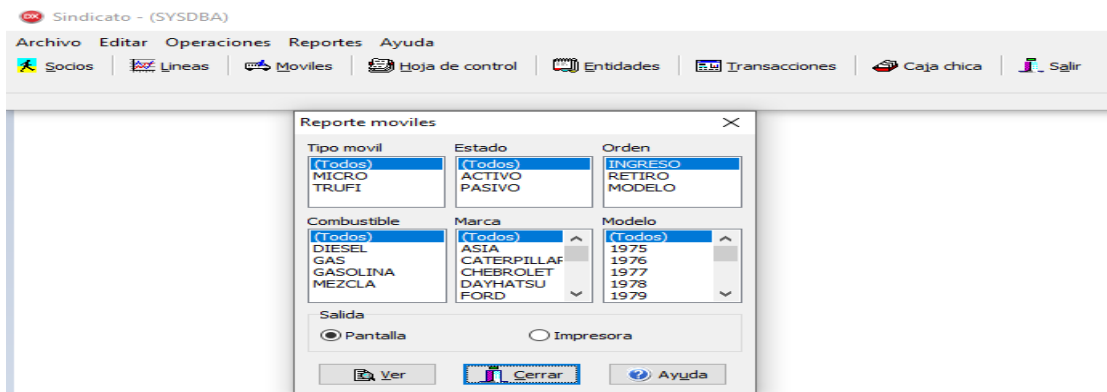 Sindicato - (SYSDBA)
Archivo Editar Operaciones Reportes Ayuda
Socios Lineas Moviles Hoja de control Entidades Transacciones Caja chica Salir
Reporte moviles
Tipo movil Estado Orden
(Todos) (Todos) INGRESO
MICRO ACTIVO RETIRO
TRUFI PASIVO MODELO
Combustible Marca Modelo
(Todos) (Todos) (Todos)
DIESEL ASIA 1975
GAS CATERPILLAR 1976
GASOLINA CHEBROLET 1977
MEZCLA DAYHATSU 1978
FORD 1979
Salida
Pantalla Impresora
Ver Cerrar Ayuda